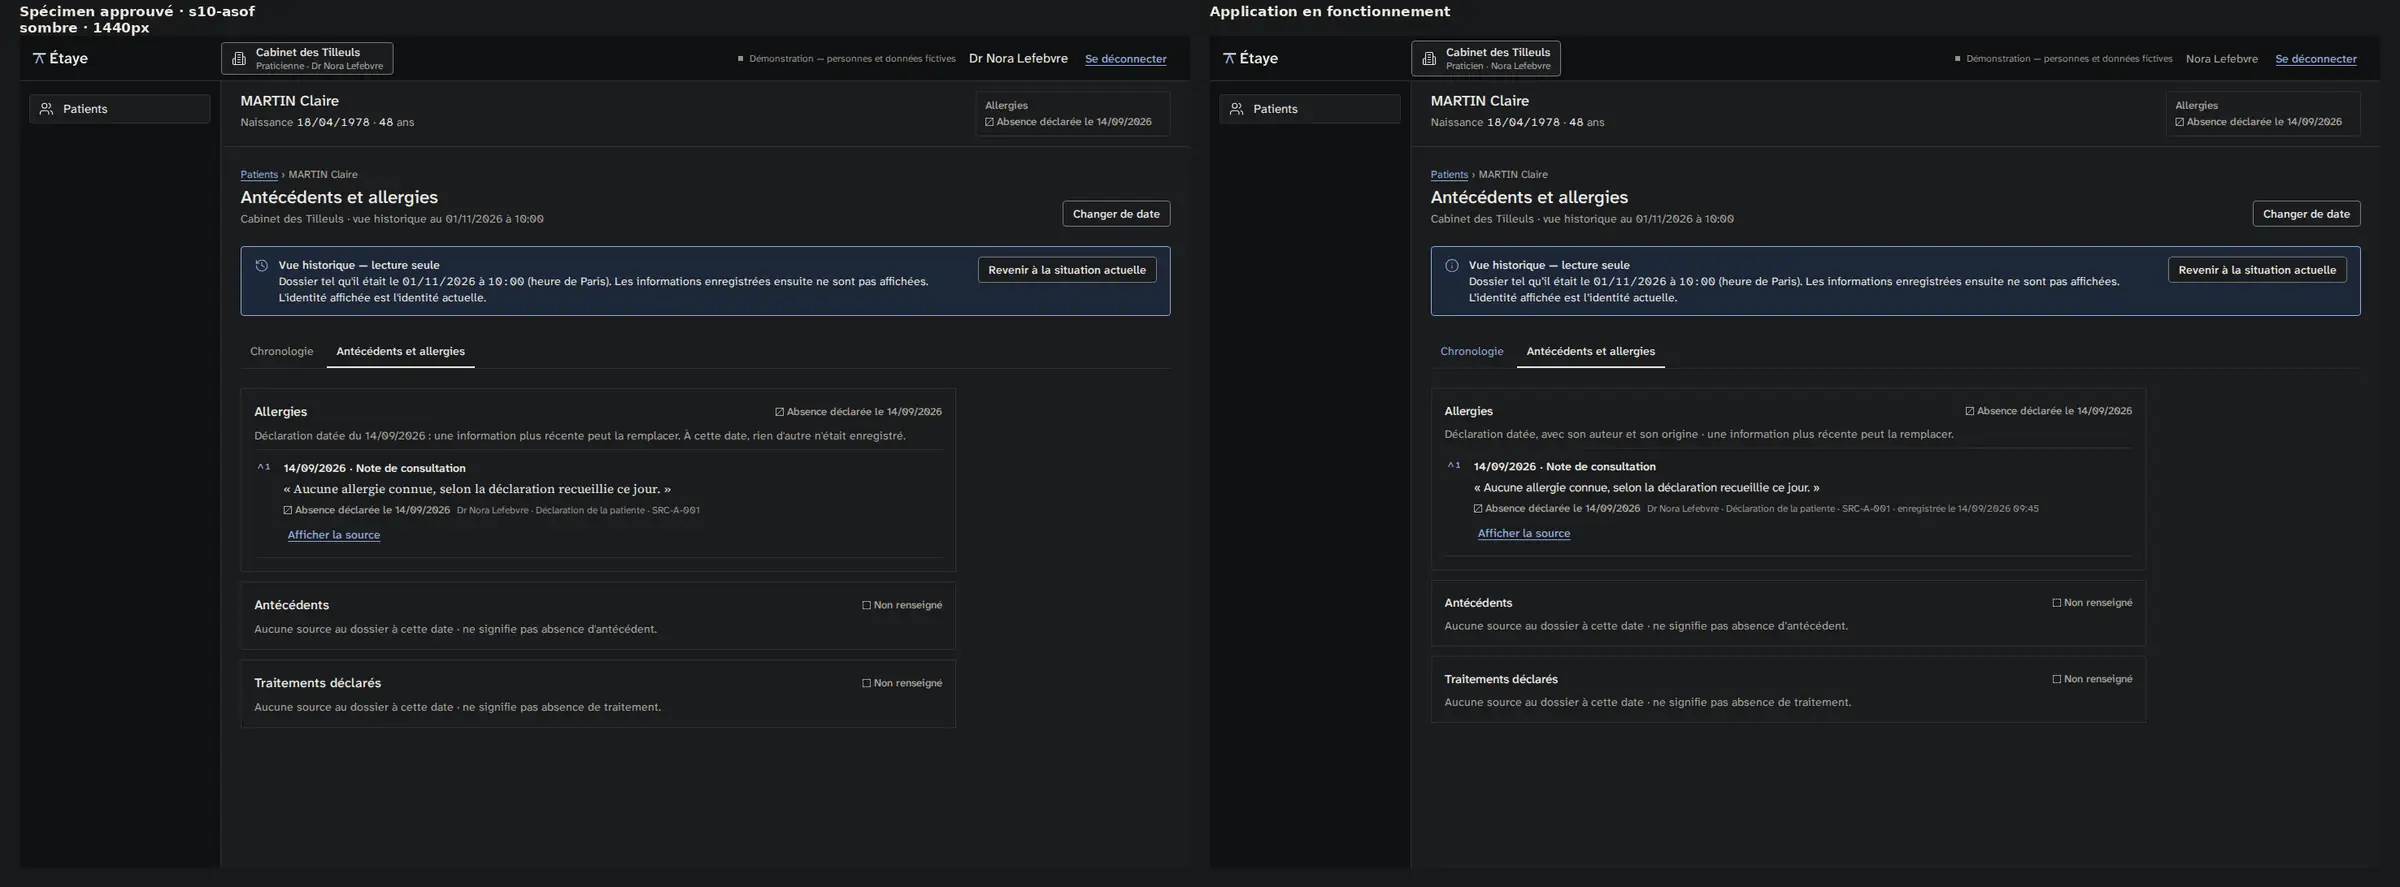 Spécimen approuvé · s10-asof
sombre · 1440px
Étaye
Cabinet des Tilleuls
Praticienne · Dr Nora Lefebvre
Démonstration — personnes et données fictives
Dr Nora Lefebvre
Se déconnecter
Patients
MARTIN Claire
Naissance 18/04/1978 · 48 ans
Allergies
Absence déclarée le 14/09/2026
Patients › MARTIN Claire
Antécédents et allergies
Cabinet des Tilleuls · vue historique au 01/11/2026 à 10:00
Changer de date
Vue historique — lecture seule
Dossier tel qu'il était le 01/11/2026 à 10:00 (heure de Paris). Les informations enregistrées ensuite ne sont pas affichées.
L'identité affichée est l'identité actuelle.
Revenir à la situation actuelle
Chronologie
Antécédents et allergies
Allergies
Absence déclarée le 14/09/2026
Déclaration datée du 14/09/2026 : une information plus récente peut la remplacer. À cette date, rien d'autre n'était enregistré.
^1
14/09/2026 · Note de consultation
« Aucune allergie connue, selon la déclaration recueillie ce jour. »
Absence déclarée le 14/09/2026 Dr Nora Lefebvre · Déclaration de la patiente · SRC-A-001
Afficher la source
Antécédents
Non renseigné
Aucune source au dossier à cette date · ne signifie pas absence d'antécédent.
Traitements déclarés
Non renseigné
Aucune source au dossier à cette date · ne signifie pas absence de traitement.
Application en fonctionnement
Étaye
Cabinet des Tilleuls
Praticien · Nora Lefebvre
Démonstration — personnes et données fictives
Nora Lefebvre
Se déconnecter
Patients
MARTIN Claire
Naissance 18/04/1978 · 48 ans
Allergies
Absence déclarée le 14/09/2026
Patients › MARTIN Claire
Antécédents et allergies
Cabinet des Tilleuls · vue historique au 01/11/2026 à 10:00
Changer de date
Vue historique — lecture seule
Dossier tel qu'il était le 01/11/2026 à 10:00 (heure de Paris). Les informations enregistrées ensuite ne sont pas affichées.
L'identité affichée est l'identité actuelle.
Revenir à la situation actuelle
Chronologie
Antécédents et allergies
Allergies
Absence déclarée le 14/09/2026
Déclaration datée, avec son auteur et son origine · une information plus récente peut la remplacer.
^1
14/09/2026 · Note de consultation
« Aucune allergie connue, selon la déclaration recueillie ce jour. »
Absence déclarée le 14/09/2026 Dr Nora Lefebvre · Déclaration de la patiente · SRC-A-001 · enregistrée le 14/09/2026 09:45
Afficher la source
Antécédents
Non renseigné
Aucune source au dossier à cette date · ne signifie pas absence d'antécédent.
Traitements déclarés
Non renseigné
Aucune source au dossier à cette date · ne signifie pas absence de traitement.